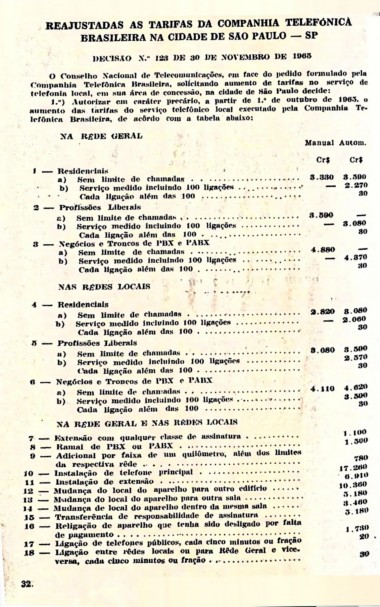 REAJUSTADAS AS TARIFAS DA COMPANHIA TELEFÔNICA
BRASILEIRA NA CIDADE DE SAO PAULO — SP
DECISÃO N.º 123 DE 30 DE NOVEMBRO DE 1965
O Conselho Nacional de Telecomunicações, em face do pedido formulado pela
Companhia Telefônica Brasileira, solicitando aumento de tarifas no serviço de
telefonia local, em sua área de concessão, na cidade de São Paulo decide:
1.º) Autorizar em caráter precário, a partir de 1.º de outubro de 1965, o
aumento das tarifas do serviço telefônico local executado pela Companhia Te-
lefônica Brasileira, de acôrdo com a tabela abaixo:
NA RÊDE GERAL
Manual Autom.
Cr$ Cr$
1 — Residenciais
a) Sem limite de chamadas . . . . . . . . . . 3.330 3.590
b) Serviço medido incluindo 100 ligações . . . . . . — 2.270
Cada ligação além das 100 . . . . . . . . . . 30
2 — Profissões Liberais
a) Sem limite de chamadas . . . . . . . . . . 3.590 —
b) Serviço medido incluindo 100 ligações . . . . . . — 3.080
Cada ligação além das 100 . . . . . . . . . . 30
3 — Negócios e Troncos de PBX e PABX
a) Sem limite de chamadas . . . . . . . . . . 4.880 —
b) Serviço medido incluindo 100 ligações . . . . . . — 4.370
Cada ligação além das 100 . . . . . . . . . . 30
NAS RÊDES LOCAIS
4 — Residenciais
a) Sem limite de chamadas . . . . . . . . . . 2.820 3.080
b) Serviço medido incluindo 100 ligações . . . . . . — 2.060
Cada ligação além das 100 . . . . . . . . . . 30
5 — Profissões Liberais
a) Sem limite de chamadas . . . . . . . . . . 3.080 3.500
b) Serviço medido incluindo 100 ligações . . . . . . 2.570
Cada ligação além das 100 . . . . . . . . . . 30
6 — Negócios e Troncos de PBX e PABX
a) Sem limite de chamadas . . . . . . . . . . 4.110 4.620
b) Serviço medido incluindo 100 ligações . . . . . . 3.500
Cada ligação além das 100 . . . . . . . . . . 30
NA RÊDE GERAL E NAS RÊDES LOCAIS
7 — Extensão com qualquer classe de assinatura . . . . . . 1.100
8 — Ramal de PBX ou PABX . . . . . . . . . . 1.500
9 — Adicional por faixa de um quilômetro, além dos limites
da respectiva rêde . . . . . . . . . . 780
10 — Instalação de telefone principal . . . . . . . . . . 17.260
11 — Instalação de extensão . . . . . . . . . . 6.910
12 — Mudança do local do aparelho para outro edifício . . . . . . 10.360
13 — Mudança do local do aparelho para outra sala . . . . . . 5.180
14 — Mudança de local do aparelho dentro da mesma sala . . . . 3.460
15 — Transferência de responsabilidade de assinatura . . . . . . 5.180
16 — Religação de aparelho que tenha sido desligado por falta
de pagamento . . . . . . . . . . 1.730
17 — Ligação de telefones públicos, cada cinco minutos ou fração 20
18 — Ligação entre rêdes locais ou para Rêde Geral e vice-
versa, cada cinco minutos ou fração . . . . . . . . . . 30
32.